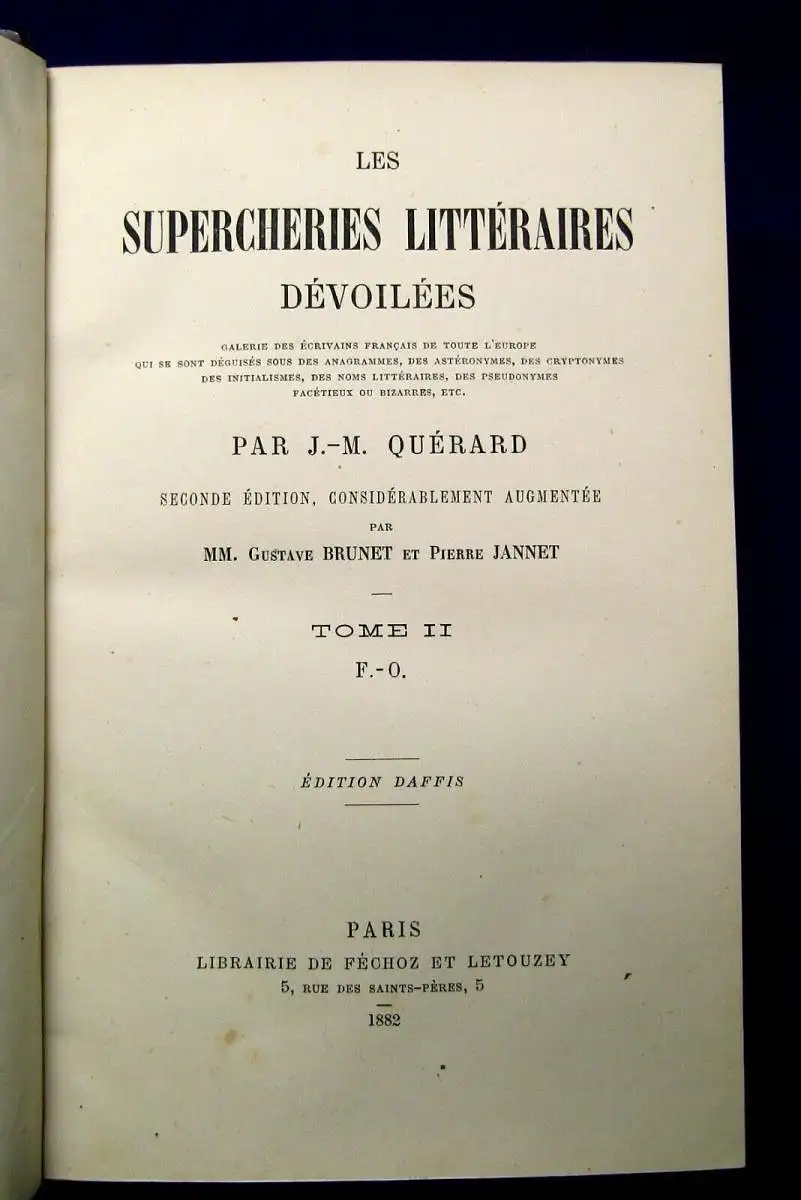 LES
SUPERCHERIES LITTÉRAIRES
DÉVOILÉES
GALERIE DES ÉCRIVAINS FRANÇAIS DE TOUTE L'EUROPE
QUI SE SONT DÉGUISÉS SOUS DES ANAGRAMMES, DES ASTÉRONYMES, DES CRYPTONYMES
DES INITIALISMES, DES NOMS LITTÉRAIRES, DES PSEUDONYMES
FACÉTIEUX OU BIZARRES, ETC.
PAR J.-M. QUÉRARD
SECONDE ÉDITION, CONSIDÉRABLEMENT AUGMENTÉE
PAR
MM. GUSTAVE BRUNET ET PIERRE JANNET
TOME II
F.-O.
ÉDITION DAFFIS
PARIS
LIBRAIRIE DE FÉCHOZ ET LETOUZEY
5, RUE DES SAINTS-PÈRES, 5
1882